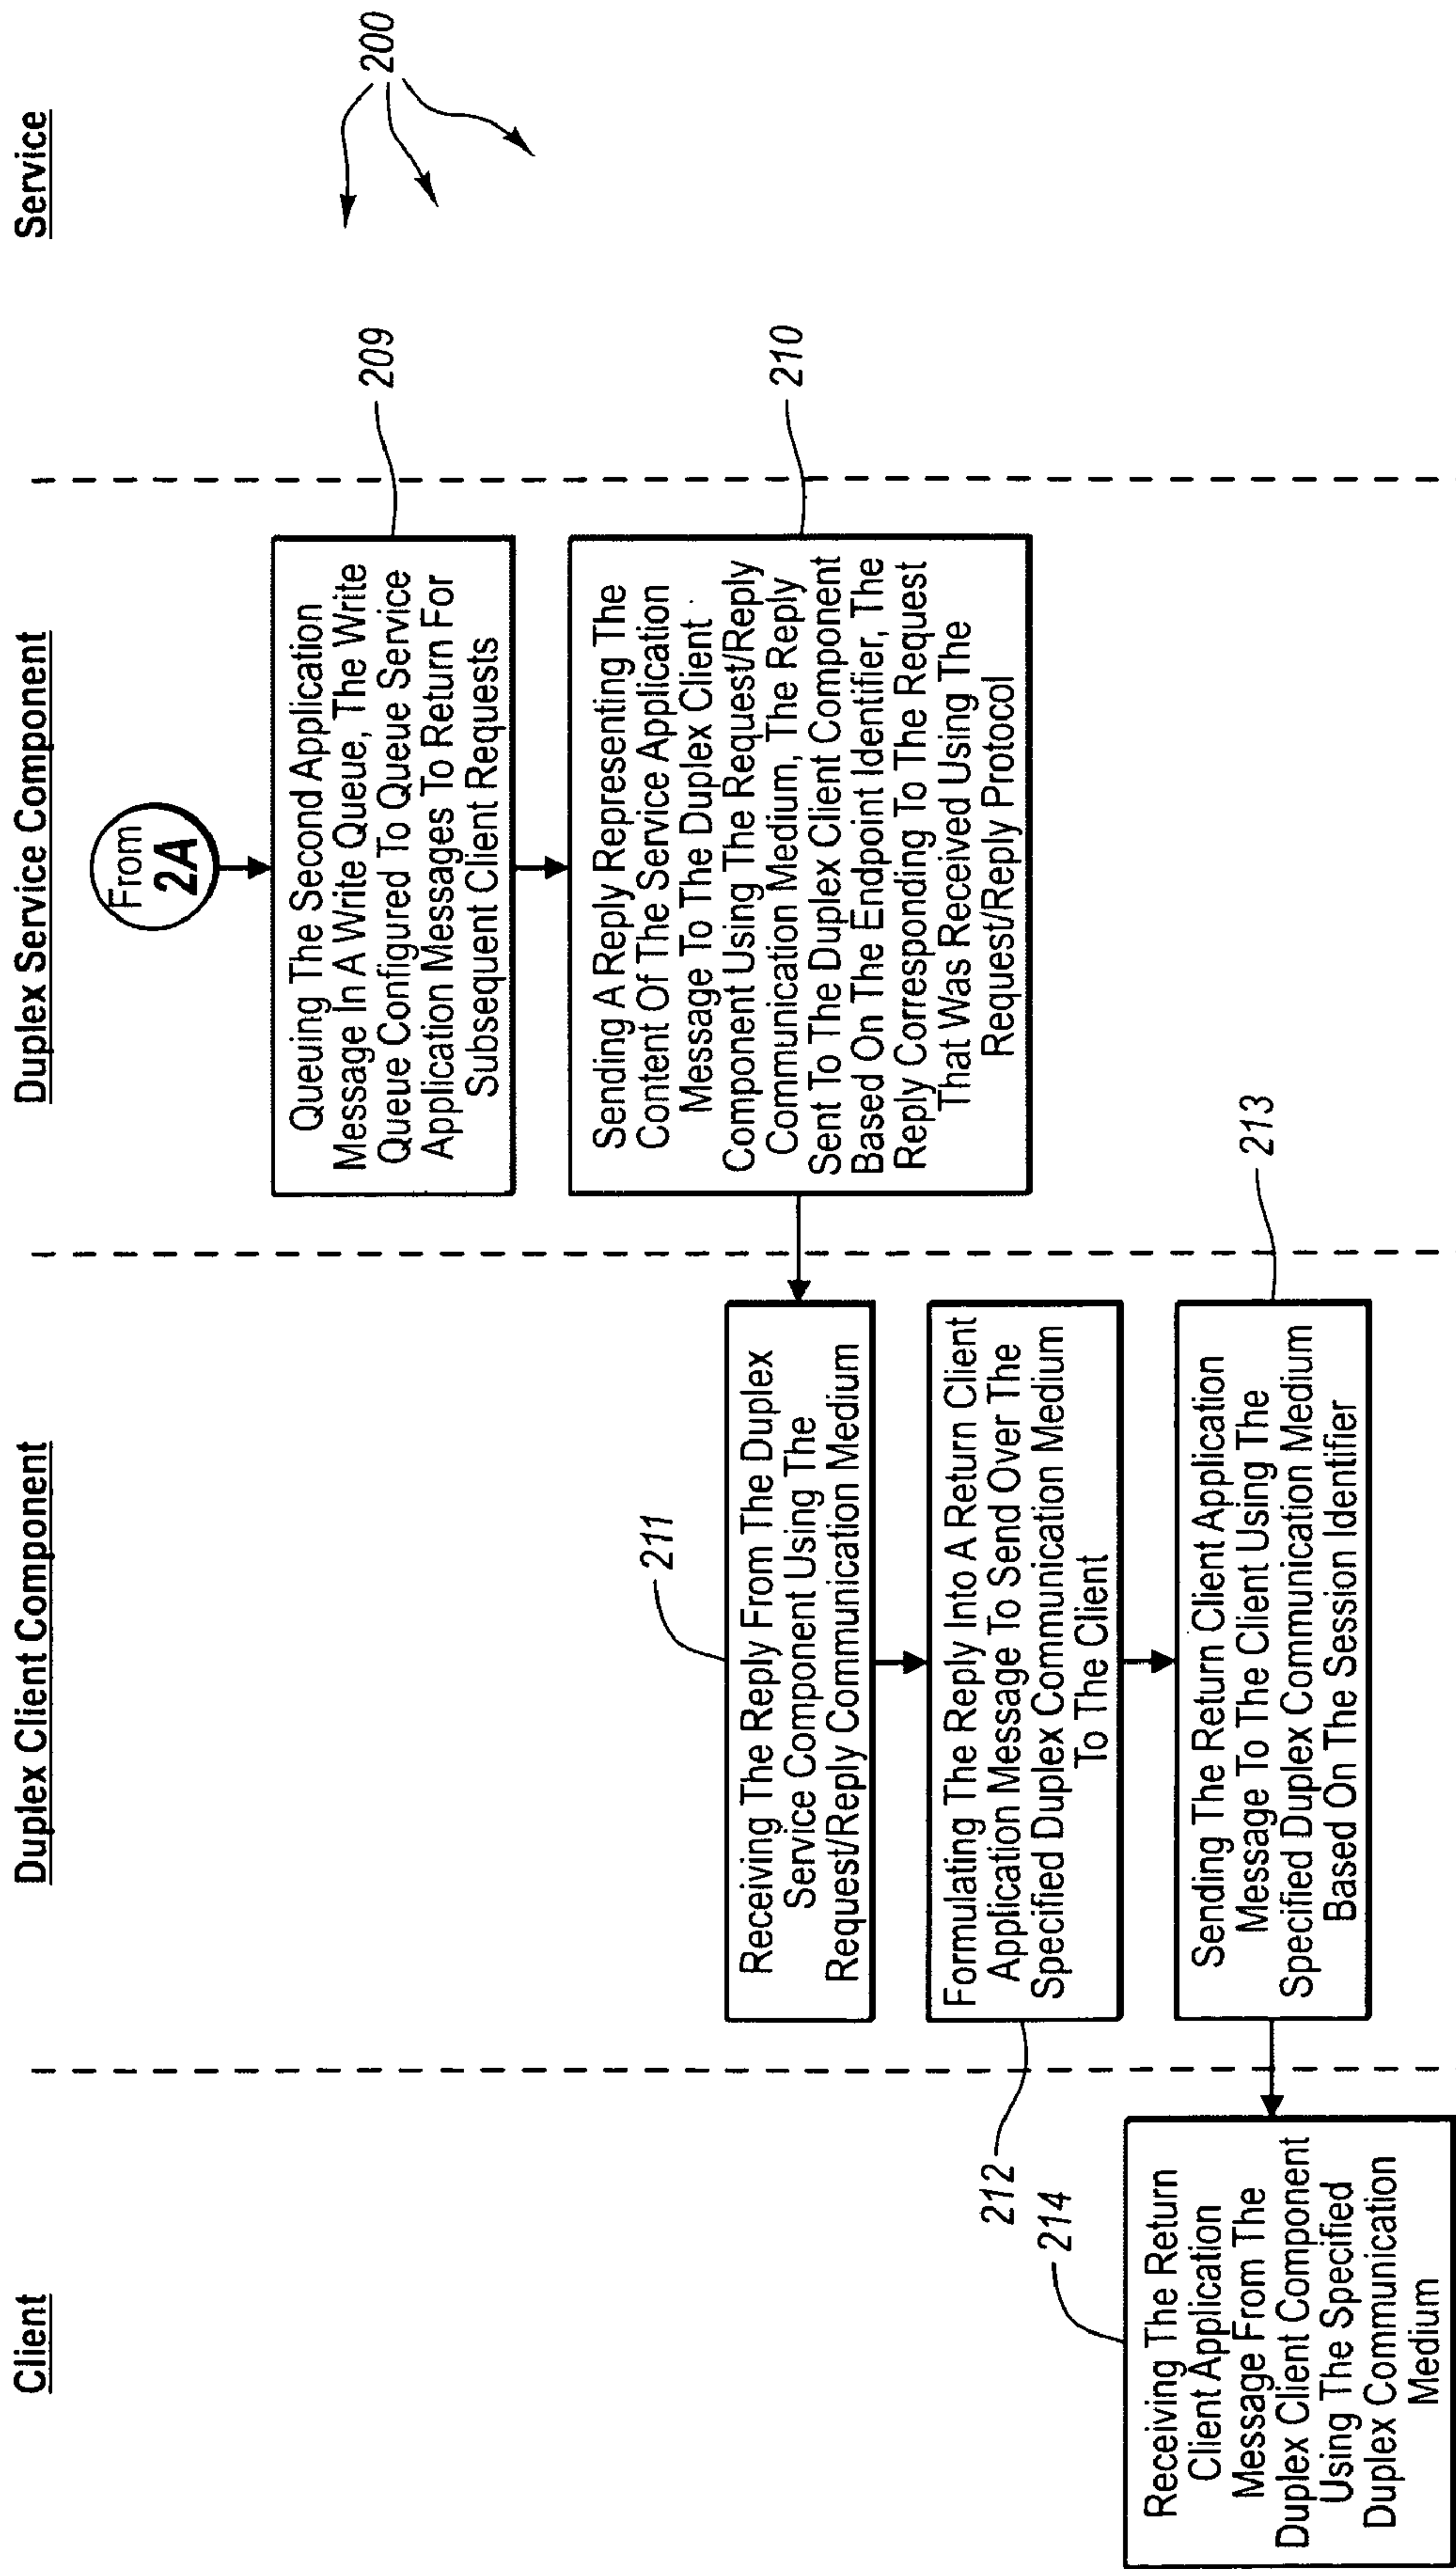 Client
Duplex Client Component
Duplex Service Component
Service
From
2A
200
Queuing The Second Application
Message In A Write Queue, The Write
Queue Configured To Queue Service
Application Messages To Return For
Subsequent Client Requests
209
Sending A Reply Representing The
Content Of The Service Application
Message To The Duplex Client
Component Using The Request/Reply
Communication Medium, The Reply
Sent To The Duplex Client Component
Based On The Endpoint Identifier, The
Reply Corresponding To The Request
That Was Received Using The
Request/Reply Protocol
210
211
Receiving The Reply From The Duplex
Service Component Using The
Request/Reply Communication Medium
Formulating The Reply Into A Return Client
Application Message To Send Over The
Specified Duplex Communication Medium
To The Client
212
Sending The Return Client Application
Message To The Client Using The
Specified Duplex Communication Medium
Based On The Session Identifier
213
214
Receiving The Return
Client Application
Message From The
Duplex Client Component
Using The Specified
Duplex Communication
Medium